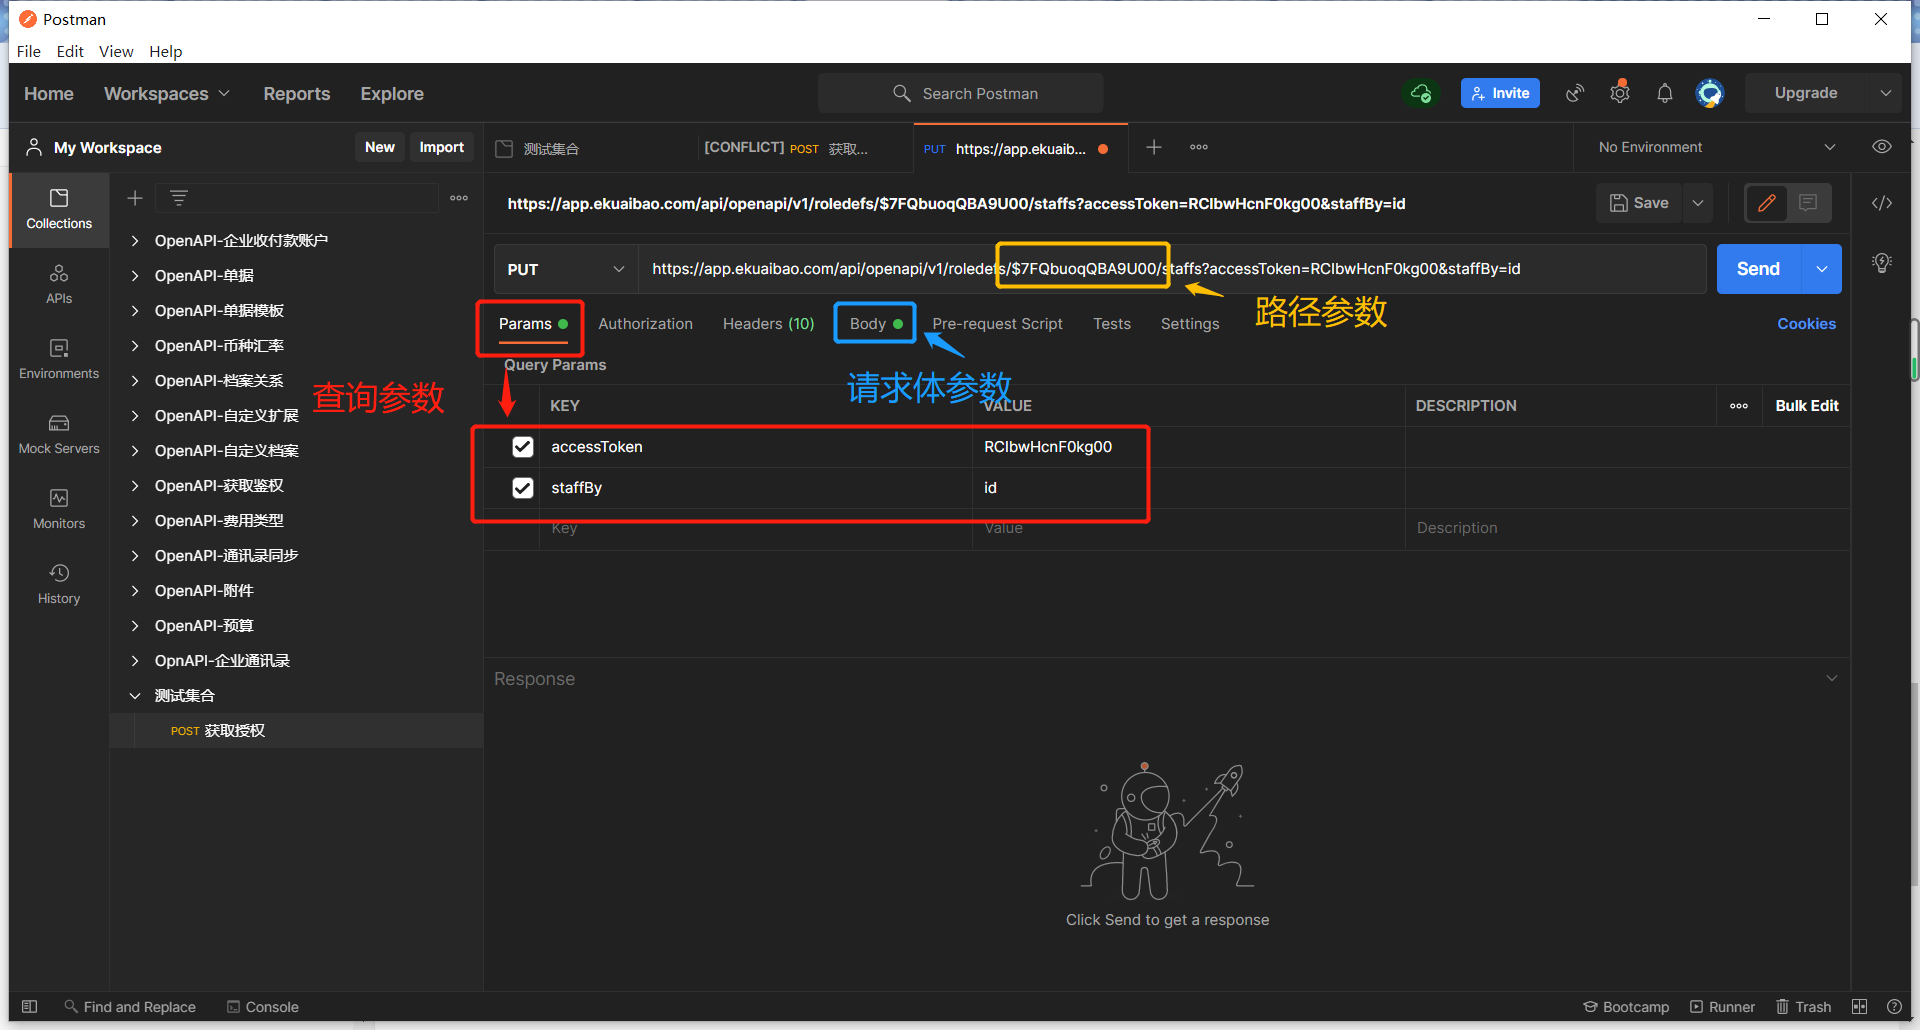 Postman
File Edit View Help
Home Workspaces Reports Explore Search Postman Invite Upgrade
My Workspace New Import
测试集合 [CONFLICT] POST 获取... PUT https://app.ekuaib... No Environment
https://app.ekuaibao.com/api/openapi/v1/roledefs/$7FQbuoqQBA9U00/staffs?accessToken=RCIbwHcnF0kg00&staffBy=id Save
PUT https://app.ekuaibao.com/api/openapi/v1/roledefs/$7FQbuoqQBA9U00/staffs?accessToken=RCIbwHcnF0kg00&staffBy=id Send
路径参数
Params Authorization Headers (10) Body Pre-request Script Tests Settings Cookies
Query Params
查询参数
请求体参数
KEY VALUE DESCRIPTION Bulk Edit
accessToken RCIbwHcnF0kg00
staffBy id
Key Value Description
Response
Click Send to get a response
Collections
APIs
Environments
Mock Servers
Monitors
History
OpenAPI-企业收付款账户
OpenAPI-单据
OpenAPI-单据模板
OpenAPI-币种汇率
OpenAPI-档案关系
OpenAPI-自定义扩展
OpenAPI-自定义档案
OpenAPI-获取鉴权
OpenAPI-费用类型
OpenAPI-通讯录同步
OpenAPI-附件
OpenAPI-预算
OpnAPI-企业通讯录
测试集合
POST 获取授权
Find and Replace Console Bootcamp Runner Trash